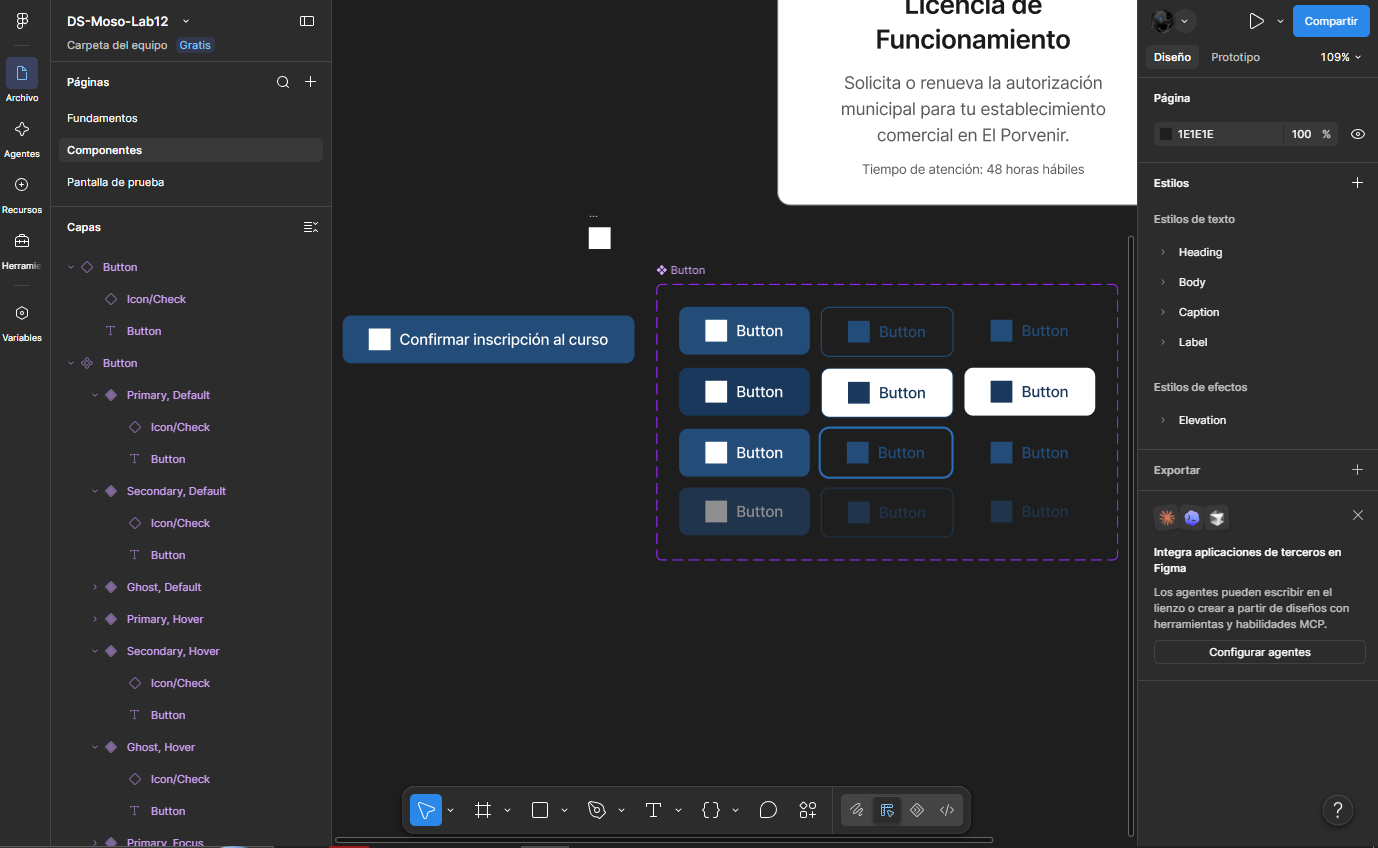 DS-Moso-Lab12
Carpeta del equipo Gratis
Archivo
Agentes
Recursos
Herramie
Variables
Páginas
Fundamentos
Componentes
Pantalla de prueba
Capas
Button
Icon/Check
Button
Button
Primary, Default
Icon/Check
Button
Secondary, Default
Icon/Check
Button
Ghost, Default
Primary, Hover
Secondary, Hover
Icon/Check
Button
Ghost, Hover
Icon/Check
Button
Primary, Focus
Licencia de
Funcionamiento
Solicita o renueva la autorización
municipal para tu establecimiento
comercial en El Porvenir.
Tiempo de atención: 48 horas hábiles
...
Confirmar inscripción al curso
Button
Button Button Button
Button Button Button
Button Button Button
Button Button Button
Compartir
Diseño Prototipo 109%
Página
1E1E1E 100 %
Estilos
Estilos de texto
Heading
Body
Caption
Label
Estilos de efectos
Elevation
Exportar
Integra aplicaciones de terceros en
Figma
Los agentes pueden escribir en el
lienzo o crear a partir de diseños con
herramientas y habilidades MCP.
Configurar agentes
?